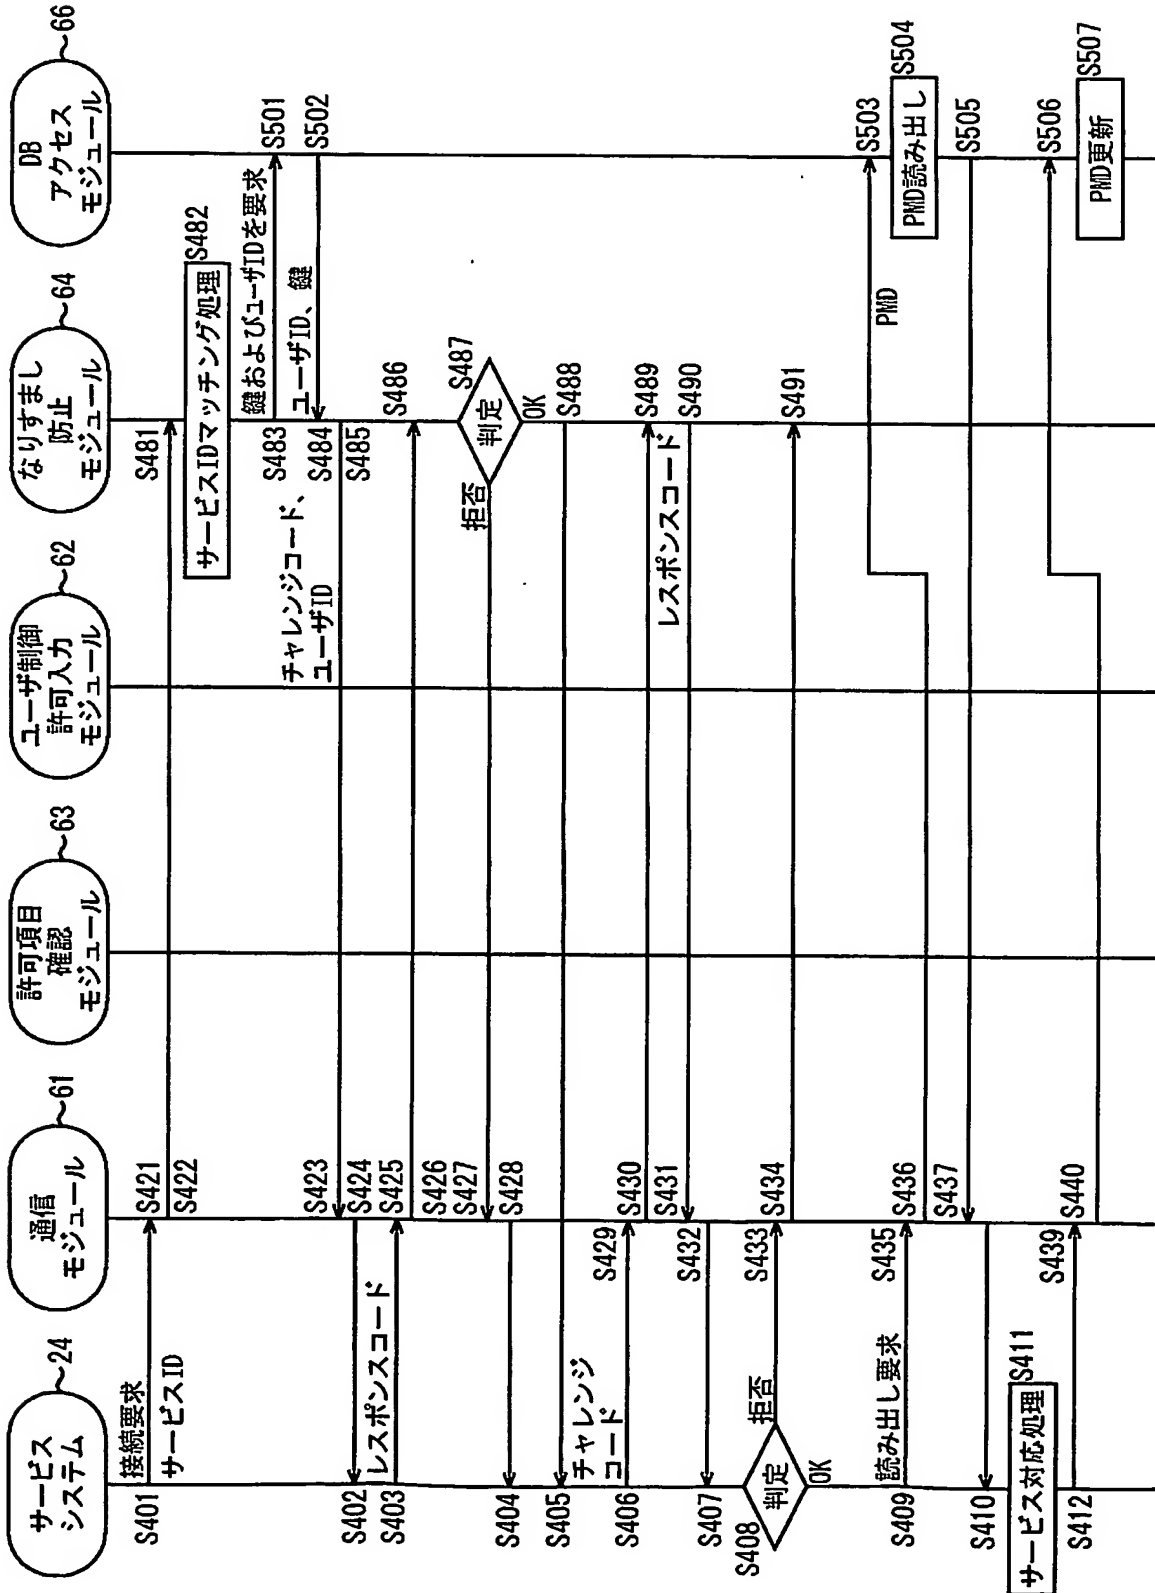 サービス
システム
24
通信
モジュール
61
許可項目
確認
モジュール
63
ユーザ制御
許可入力
モジュール
62
なりすまし
防止
モジュール
64
DB
アクセス
モジュール
66
接続要求
S401
サービスID
S421
S422
S481
サービスIDマッチング処理
S482
鍵およびユーザIDを要求
S483
S501
ユーザID、鍵
S484
S502
チャレンジコード、
ユーザID
S485
S423
S424
S402
レスポンスコード
S403
S425
S426
S486
判定
S487
拒否
OK
S427
S428
S404
S488
S405
チャレンジ
コード
S406
S429
S430
S489
レスポンスコード
S490
S431
S432
S407
S408
判定
拒否
OK
S433
S434
S491
読み出し要求
S409
S435
S436
PMD
S503
PMD読み出し
S504
S505
S437
S410
サービス対応処理
S411
S412
S439
S440
S506
PMD更新
S507